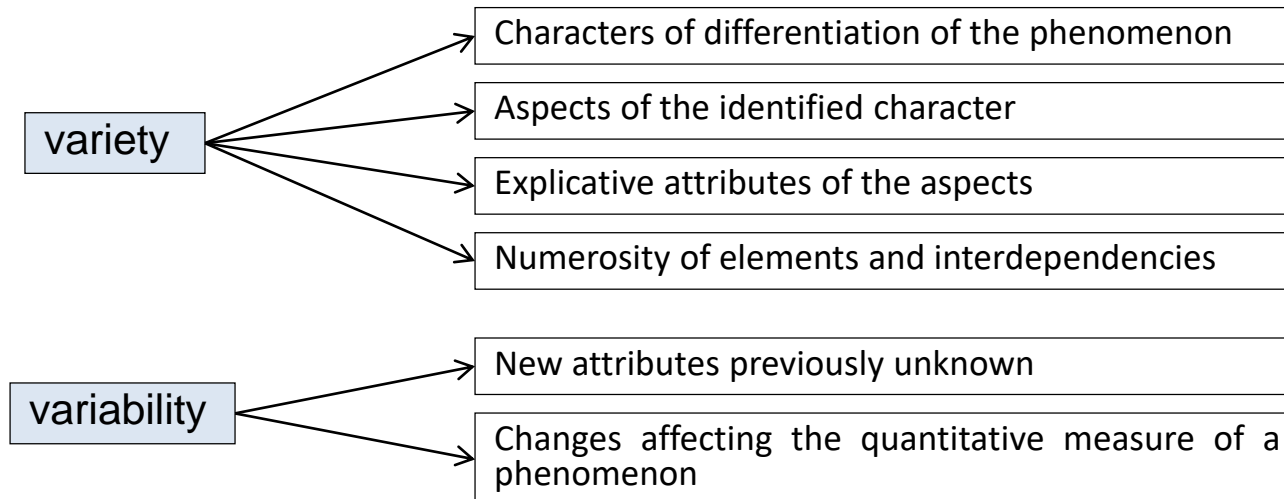 variety
Characters of differentiation of the phenomenon
Aspects of the identified character
Explicative attributes of the aspects
Numerosity of elements and interdependencies
variability
New attributes previously unknown
Changes affecting the quantitative measure of a
phenomenon